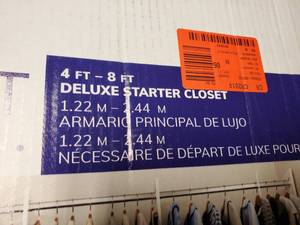 4 FT – 8 FT
DELUXE STARTER CLOSET
1.22 M – 2.44 M
ARMARIO PRINCIPAL DE LUJO
1.22 M – 2.44 M
NÉCESSAIRE DE DÉPART DE LUXE POUR